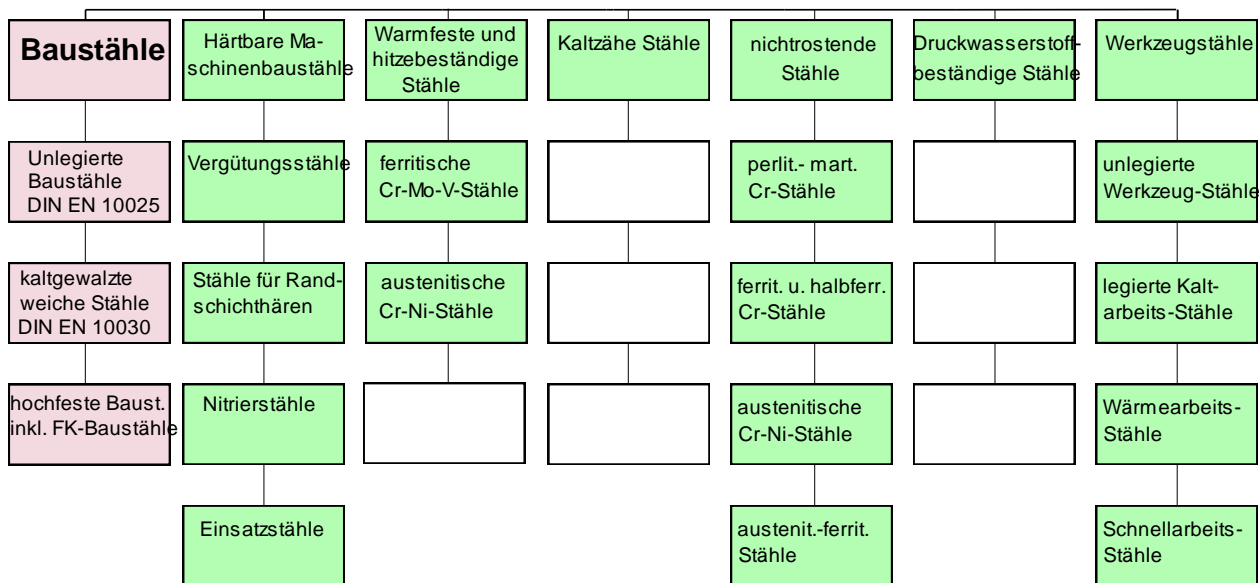 Baustähle
Unlegierte
Baustähle
DIN EN 10025
kaltgewalzte
weiche Stähle
DIN EN 10030
hochfeste Baust.
inkl. FK-Baustähle
Härtbare Ma-
schinenbaustähle
Vergütungsstähle
Stähle für Rand-
schichthären
Nitrierstähle
Einsatzstähle
Warmfeste und
hitzebeständige
Stähle
ferritische
Cr-Mo-V-Stähle
austenitische
Cr-Ni-Stähle
Kaltzähe Stähle
nichtrostende
Stähle
perlit.- mart.
Cr-Stähle
ferrit. u. halbferr.
Cr-Stähle
austenitische
Cr-Ni-Stähle
austenit.-ferrit.
Stähle
Druckwasserstoff-
beständige Stähle
Werkzeugstähle
unlegierte
Werkzeug-Stähle
legierte Kalt-
arbeits-Stähle
Wärmearbeits-
Stähle
Schnellarbeits-
Stähle